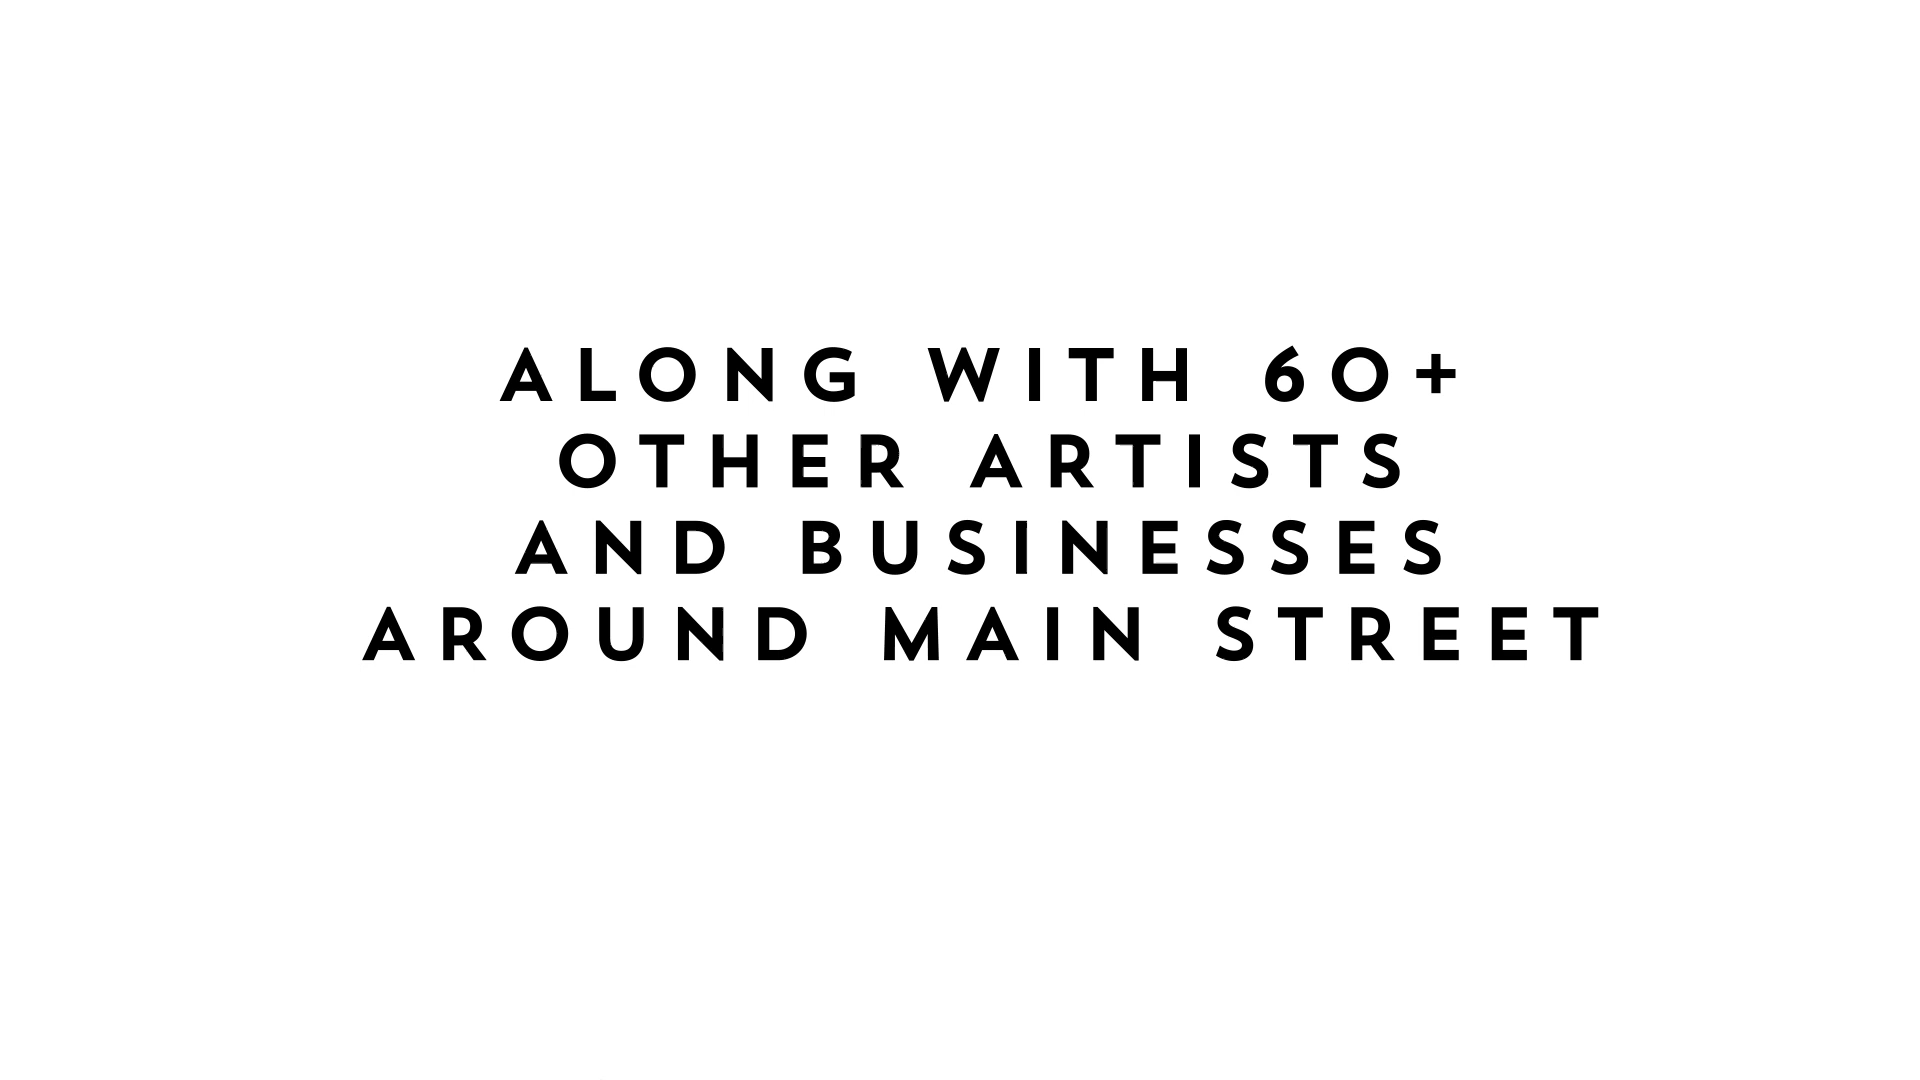 ALONG WITH 60+
OTHER ARTISTS
AND BUSINESSES
AROUND MAIN STREET